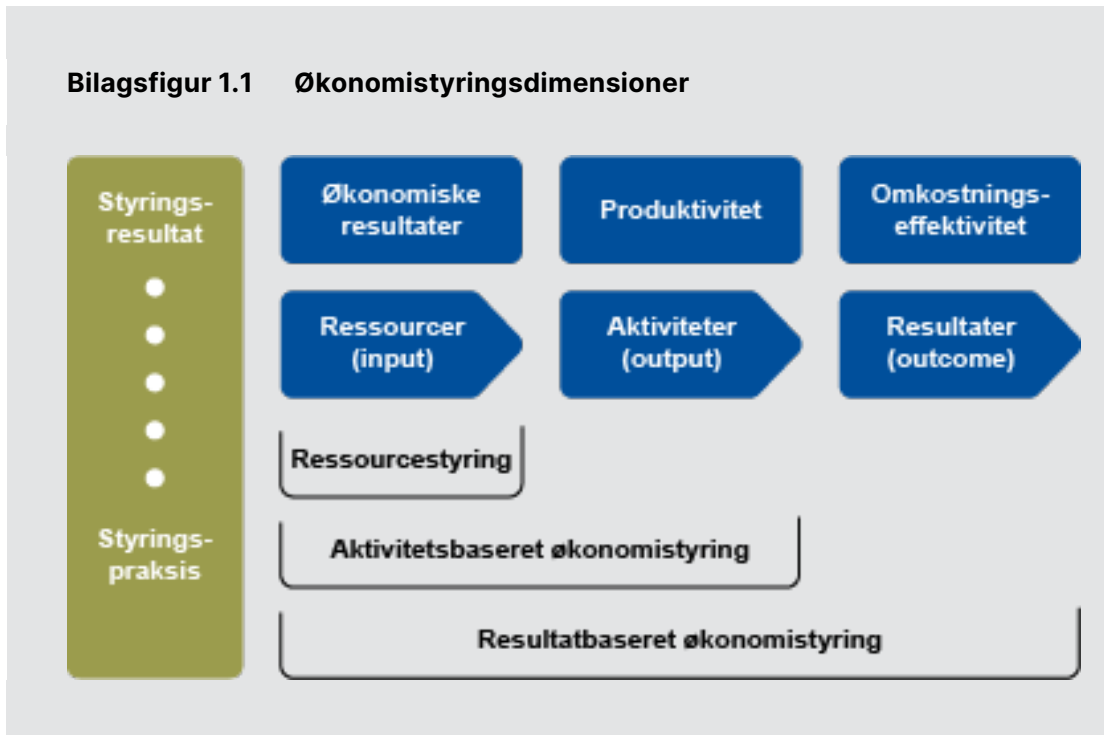 Bilagsfigur 1.1 Økonomistyringsdimensioner
Styrings-
resultat
Økonomiske
resultater
Produktivitet
Omkostnings-
effektivitet
Ressourcer
(input)
Aktiviteter
(output)
Resultater
(outcome)
Ressourcestyring
Styrings-
praksis
Aktivitetsbaseret økonomistyring
Resultatbaseret økonomistyring